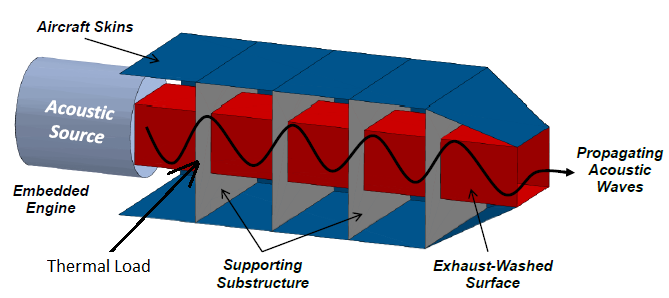 Aircraft Skins
Acoustic
Source
Embedded
Engine
Thermal Load
Supporting
Substructure
Exhaust-Washed
Surface
Propagating
Acoustic
Waves